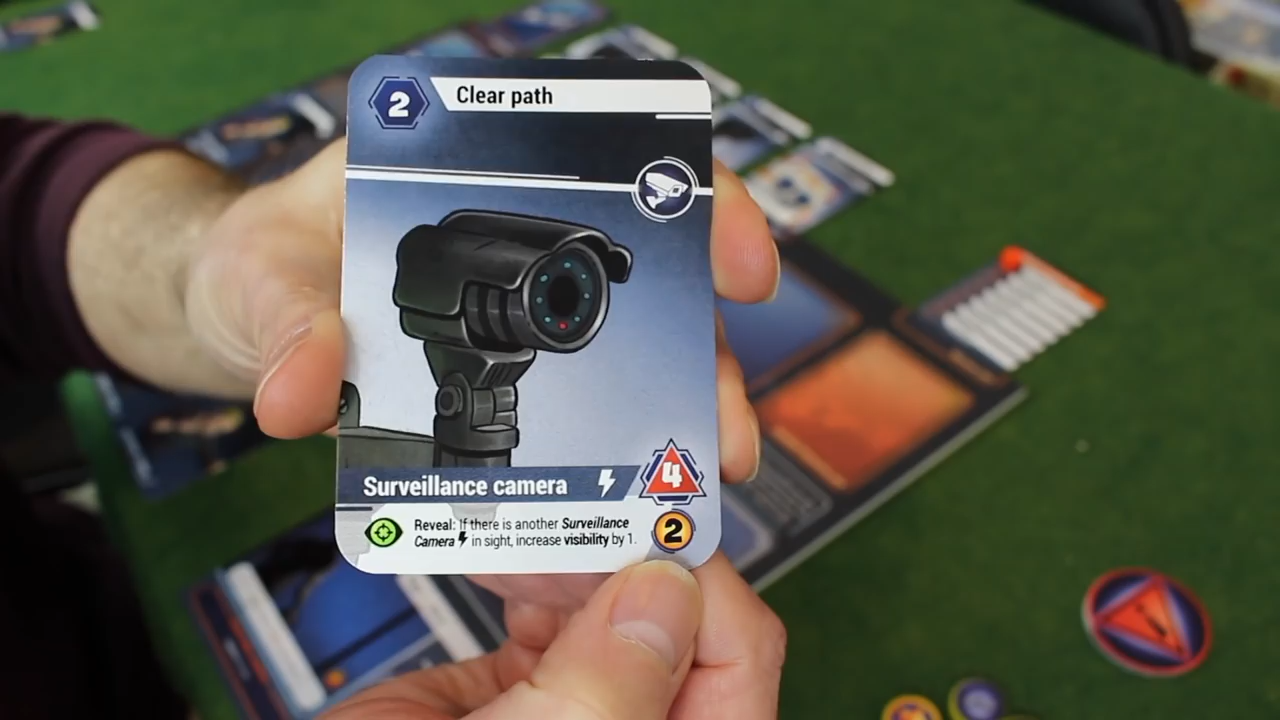 2 Clear path
Surveillance camera 4
Reveal: If there is another Surveillance
Camera in sight, increase visibility by 1. 2